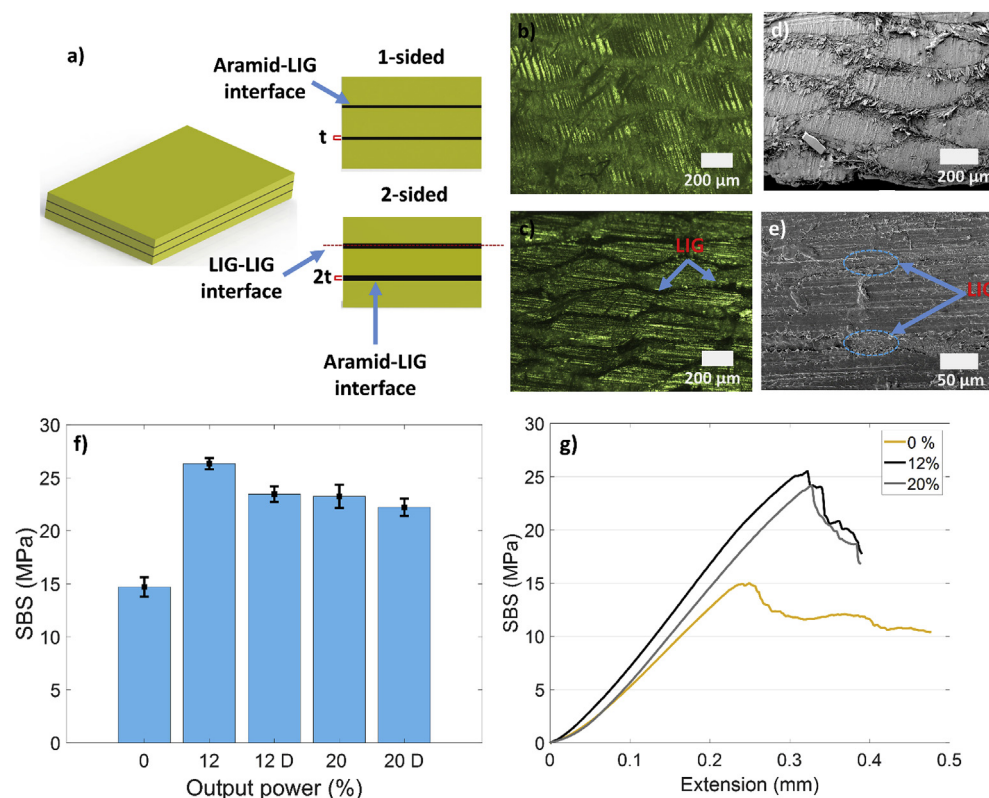 a)
1-sided
Aramid-LIG
interface
t
2-sided
LIG-LIG
interface
2t
Aramid-LIG
interface
b)
200 µm
d)
200 µm
c)
LIG
200 µm
e)
LIG
50 µm
f)
SBS (MPa)
30
25
20
15
10
5
0
0 12 12 D 20 20 D
Output power (%)
g)
0 %
12%
20%
SBS (MPa)
30
25
20
15
10
5
0
0 0.1 0.2 0.3 0.4 0.5
Extension (mm)